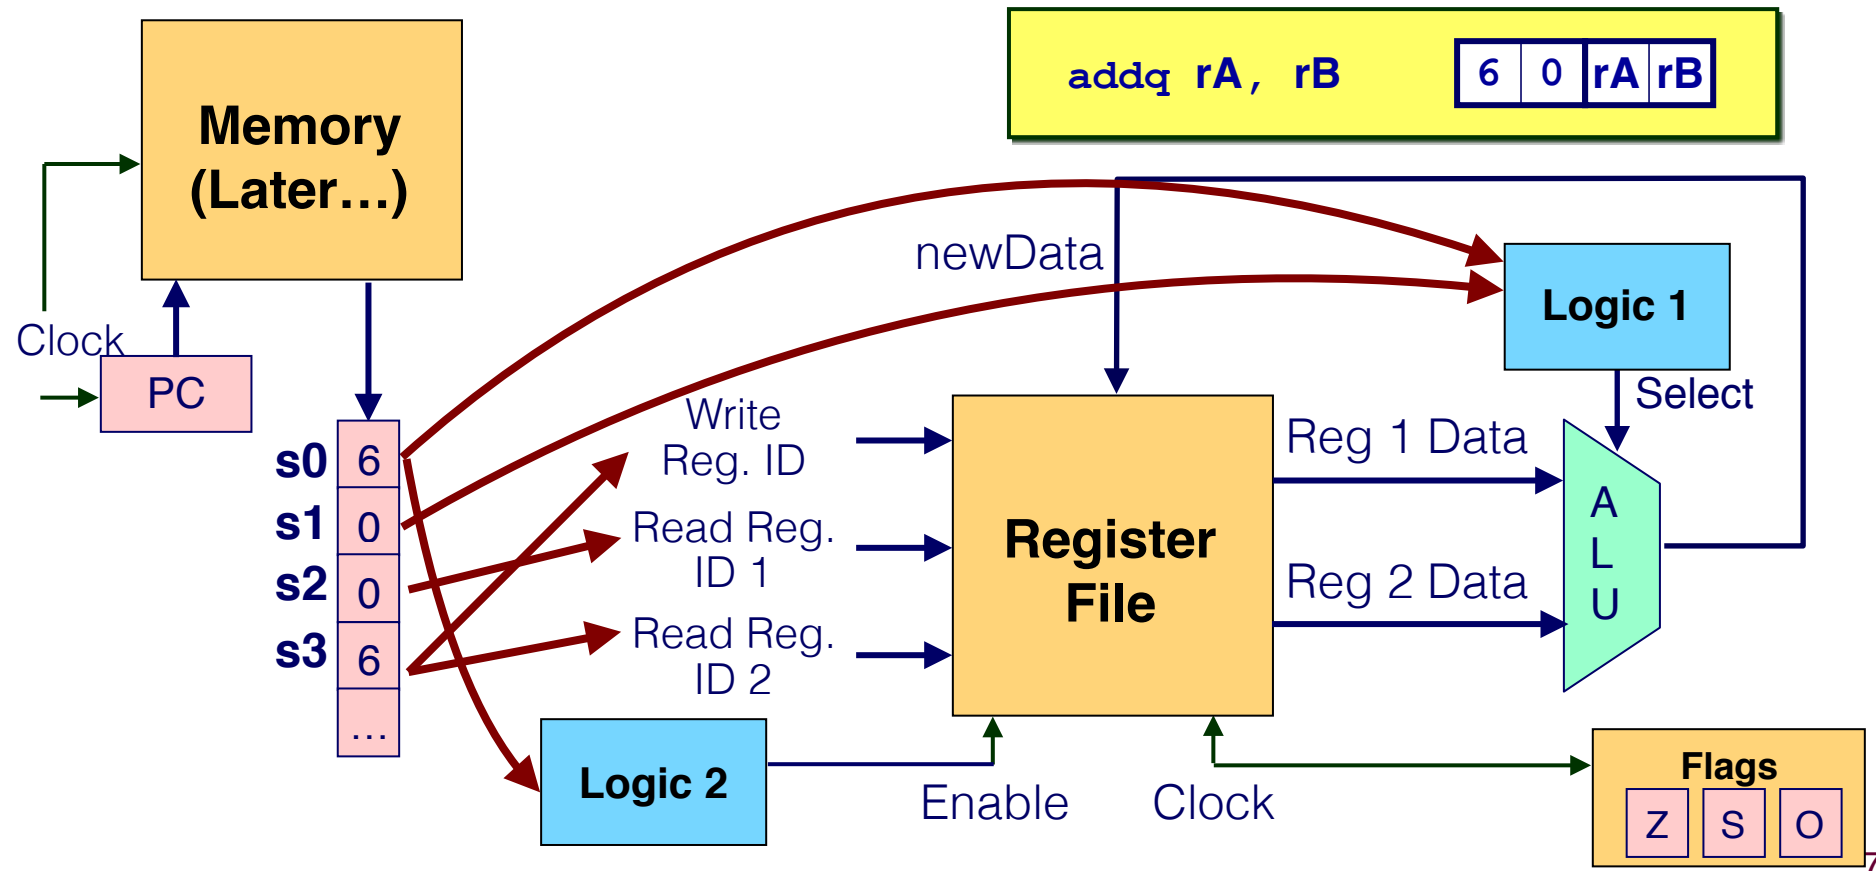 addq rA, rB
6 0 rA rB
Memory
(Later…)
newData
Logic 1
Clock
PC
Select
Write
Reg. ID
Reg 1 Data
s0 6
s1 0
s2 0
s3 6
…
Read Reg.
ID 1
Read Reg.
ID 2
Register
File
A
L
U
Reg 2 Data
Logic 2
Enable
Clock
Flags
Z S O
7